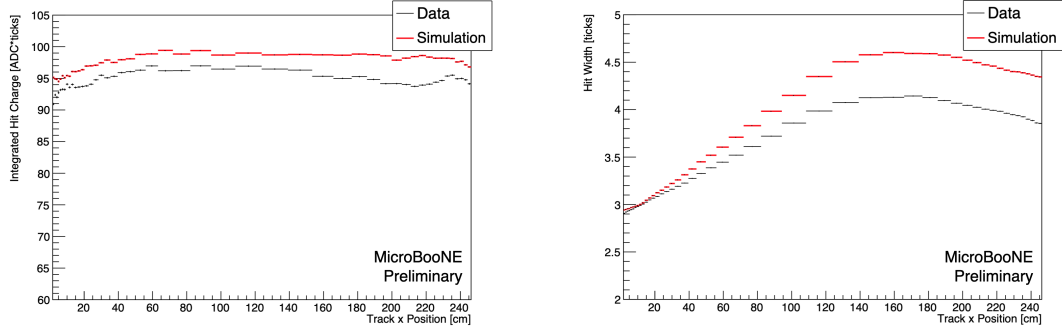 105
100
95
90
85
80
75
70
65
60
Integrated Hit Charge [ADC*ticks]
Data
Simulation
MicroBooNE
Preliminary
20 40 60 80 100 120 140 160 180 200 220 240
Track x Position [cm]
5
4.5
4
3.5
3
2.5
2
Hit Width [ticks]
Data
Simulation
MicroBooNE
Preliminary
20 40 60 80 100 120 140 160 180 200 220 240
Track x Position [cm]